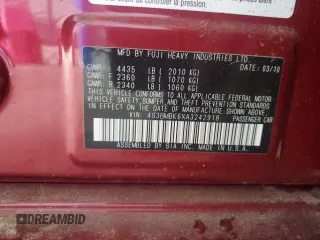 MFD BY FUJI HEAVY INDUSTRIES, LTD. 03/10
GVWR: 4435 LB ( 2010 KG)
GAWR: F 2360 LB ( 1070 KG)
GAWR: R 2340 LB ( 1060 KG)
THIS VEHICLE CONFORMS TO ALL APPLICABLE FEDERAL MOTOR
VEHICLE SAFETY, BUMPER, AND THEFT PREVENTION STANDARDS
IN EFFECT ON THE DATE OF MANUFACTURE SHOWN ABOVE.
VIN: 4S3BMBK6XA3242918 PASSENGER CAR
ASSEMBLED BY SIA INC. MADE IN U.S.A.
DREAMBID